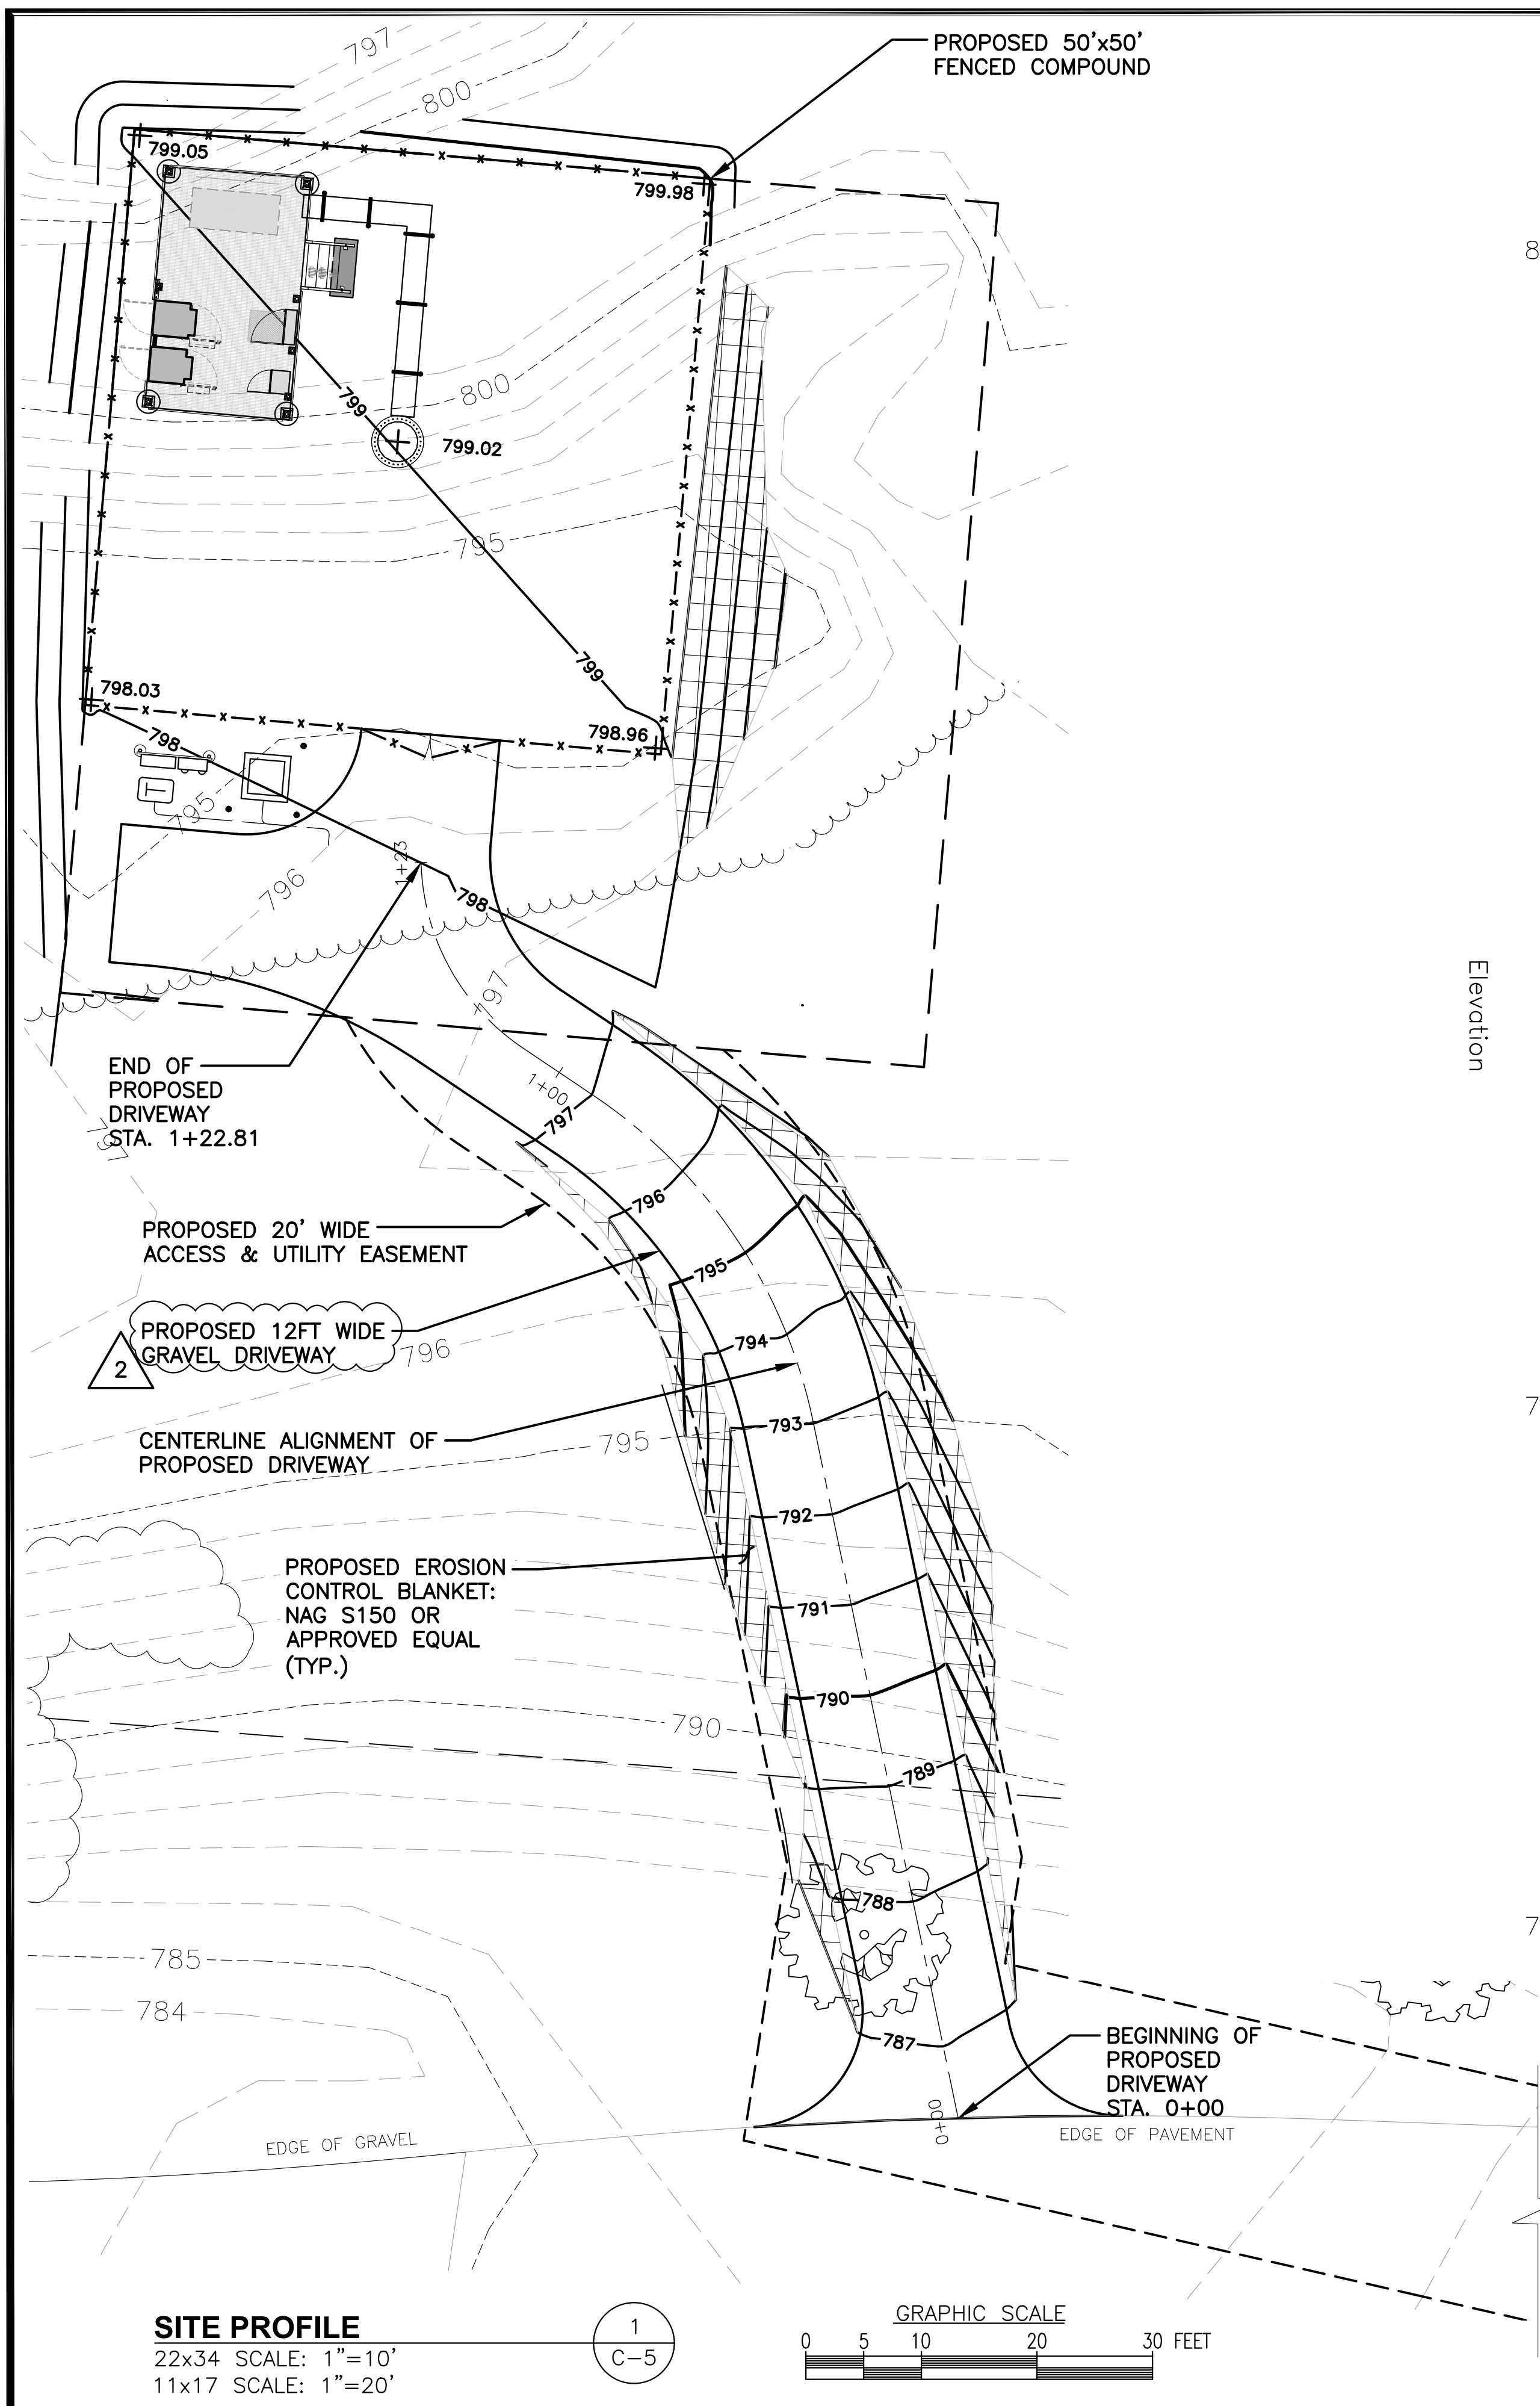 PROPOSED 50'x50'
FENCED COMPOUND
797
800
799.05
799.98
8
800
799
799.02
795
799
798.03
798.96
798
795
1+23
796
798
797
Elevation
END OF
PROPOSED
DRIVEWAY
STA. 1+22.81
1+00
797
797
796
PROPOSED 20' WIDE
ACCESS & UTILITY EASEMENT
795
PROPOSED 12FT WIDE
GRAVEL DRIVEWAY
2
796
794
7
793
CENTERLINE ALIGNMENT OF
PROPOSED DRIVEWAY
795
792
PROPOSED EROSION
CONTROL BLANKET:
NAG S150 OR
APPROVED EQUAL
(TYP.)
791
790
790
789
788
7
785
784
787
BEGINNING OF
PROPOSED
DRIVEWAY
STA. 0+00
0+00
EDGE OF PAVEMENT
EDGE OF GRAVEL
SITE PROFILE
22x34 SCALE: 1"=10'
11x17 SCALE: 1"=20'
1
C-5
GRAPHIC SCALE
0 5 10 20 30 FEET